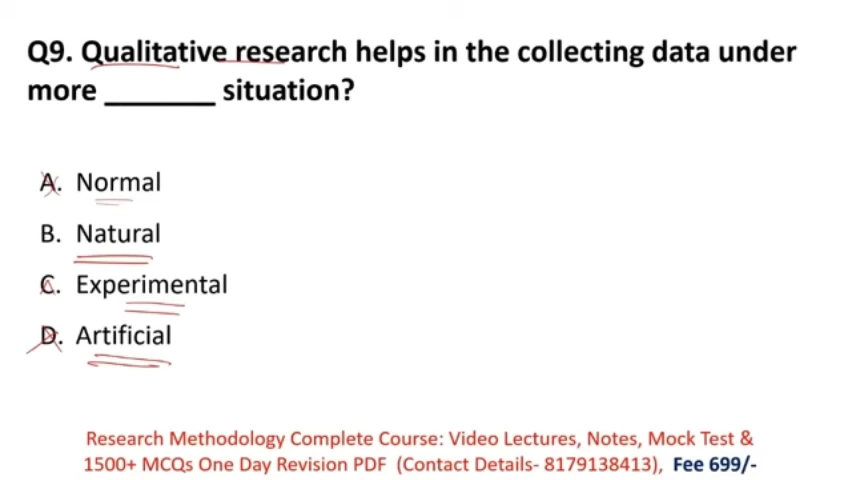 Q9. Qualitative research helps in the collecting data under
more _______ situation?
A. Normal
B. Natural
C. Experimental
D. Artificial
Research Methodology Complete Course: Video Lectures, Notes, Mock Test &
1500+ MCQs One Day Revision PDF (Contact Details- 8179138413), Fee 699/-